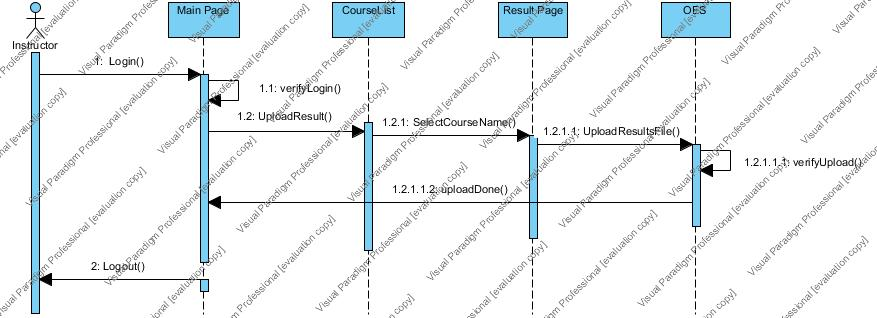 Main Page
CourseList
Result Page
OES
Instructor
1: Login()
1.1: verifyLogin()
1.2: UploadResult()
1.2.1: SelectCourseName()
1.2.1.1: UploadResultsFile()
1.2.1.1.1: verifyUpload()
1.2.1.1.2: uploadDone()
2: Logout()
Visual Paradigm Professional [evaluation copy]